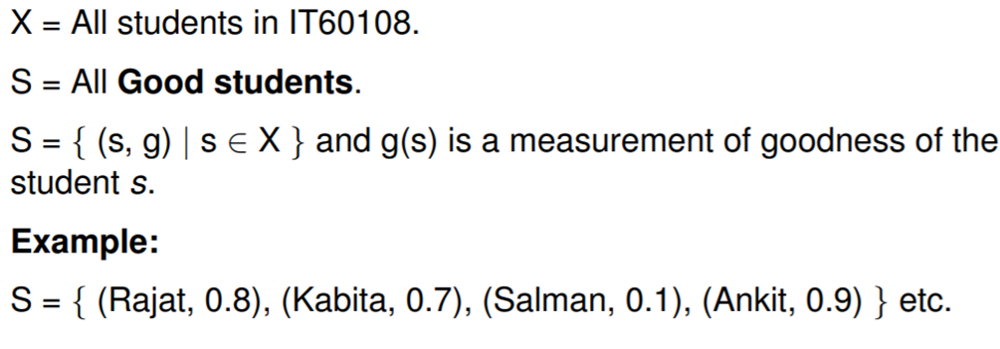 X = All students in IT60108.
S = All Good students.
S = { (s, g) | s ∈ X } and g(s) is a measurement of goodness of the
student s.
Example:
S = { (Rajat, 0.8), (Kabita, 0.7), (Salman, 0.1), (Ankit, 0.9) } etc.